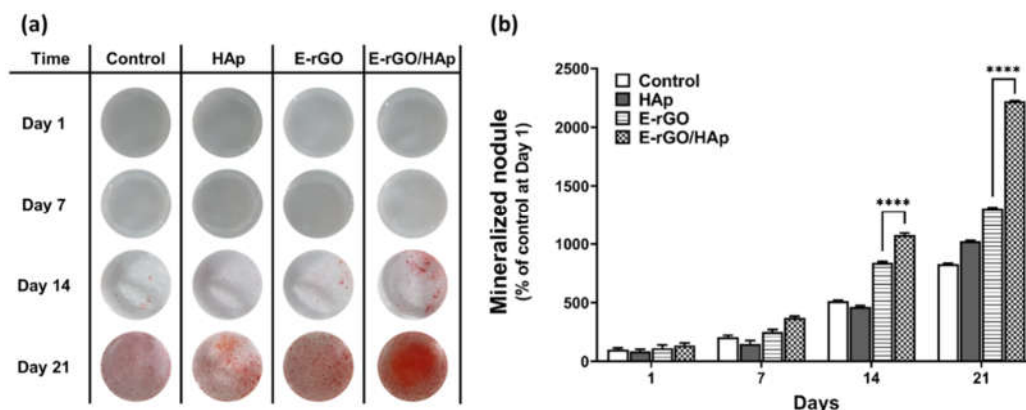 (a)
Time Control HAp E-rGO E-rGO/HAp
Day 1
Day 7
Day 14
Day 21
(b)
Mineralized nodule
(% of control at Day 1)
2500
2000
1500
1000
500
0
Control
HAp
E-rGO
E-rGO/HAp
****
****
1 7 14 21
Days